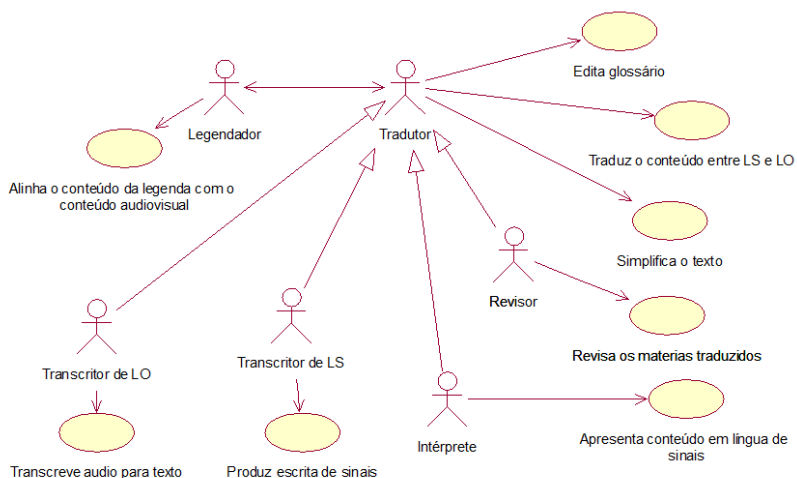 Edita glossário
Legendador
Tradutor
Traduz o conteúdo entre LS e LO
Alinha o conteúdo da legenda com o
conteúdo audiovisual
Simplifica o texto
Revisor
Revisa os materias traduzidos
Transcritor de LO
Transcritor de LS
Intérprete
Apresenta conteúdo em língua de
sinais
Transcreve audio para texto
Produz escrita de sinais